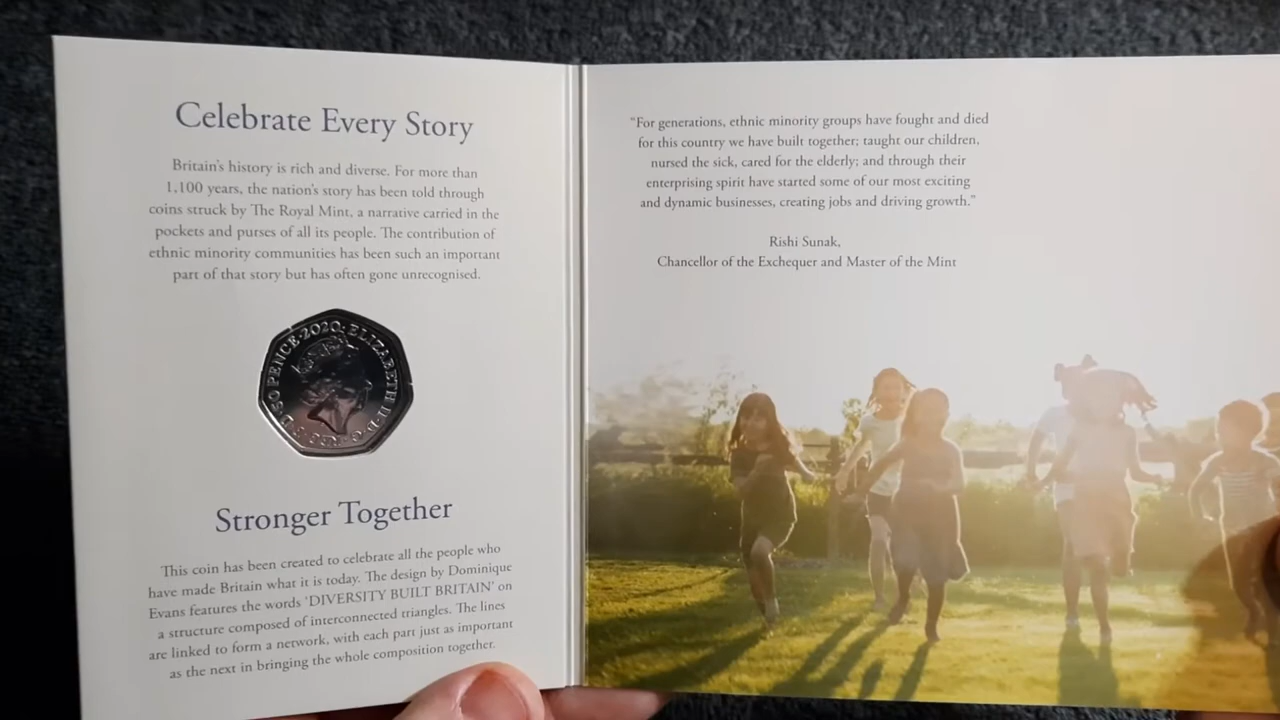 Celebrate Every Story
Britain's history is rich and diverse. For more than
1,100 years, the nation's story has been told through
coins struck by The Royal Mint, a narrative carried in the
pockets and purses of all its people. The contribution of
ethnic minority communities has been such an important
part of that story but has often gone unrecognised.
50 PENCE·2020·ELIZABETH II·D·G·REG·F·D·
Stronger Together
This coin has been created to celebrate all the people who
have made Britain what it is today. The design by Dominique
Evans features the words 'DIVERSITY BUILT BRITAIN' on
a structure composed of interconnected triangles. The lines
are linked to form a network, with each part just as important
as the next in bringing the whole composition together.
"For generations, ethnic minority groups have fought and died
for this country we have built together; taught our children,
nursed the sick, cared for the elderly; and through their
enterprising spirit have started some of our most exciting
and dynamic businesses, creating jobs and driving growth."
Rishi Sunak,
Chancellor of the Exchequer and Master of the Mint